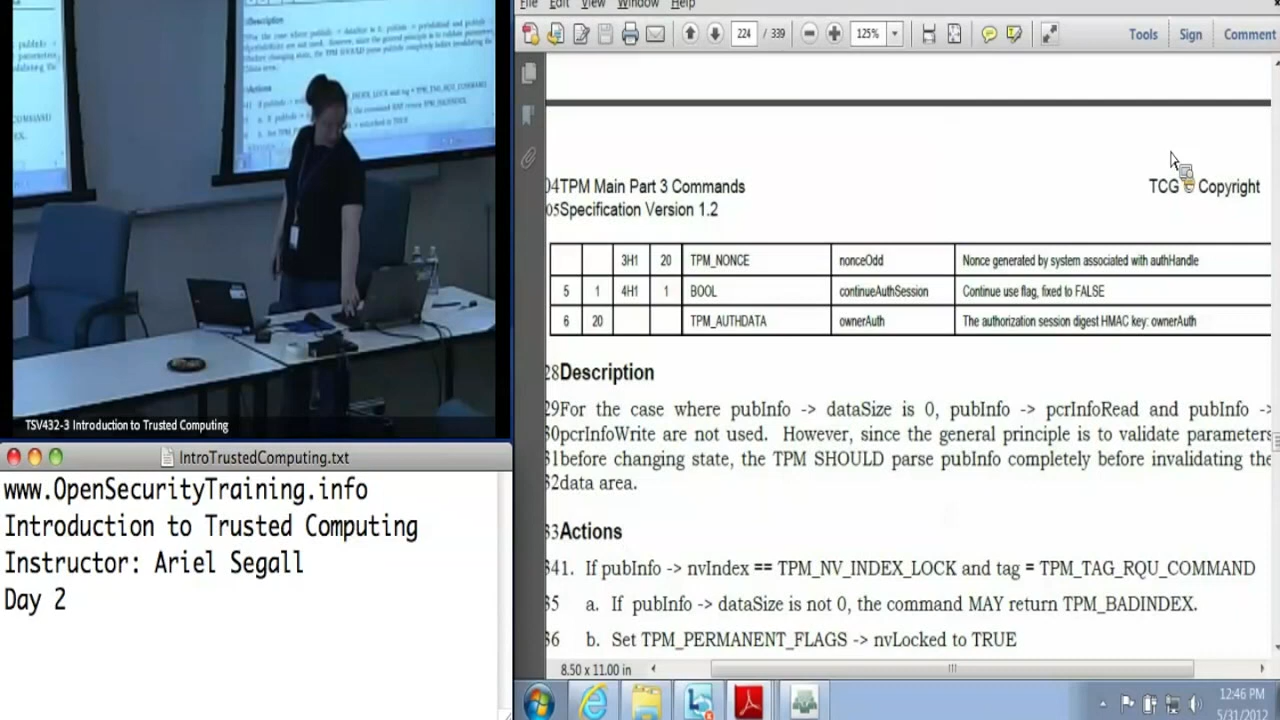 File Edit View Window Help
224 / 339 125% Tools Sign Comment
04TPM Main Part 3 Commands
TCG © Copyright
05Specification Version 1.2
3H1 20 TPM_NONCE nonceOdd Nonce generated by system associated with authHandle
5 1 4H1 1 BOOL continueAuthSession Continue use flag, fixed to FALSE
6 20 TPM_AUTHDATA ownerAuth The authorization session digest HMAC key: ownerAuth
28Description
29For the case where pubInfo -> dataSize is 0, pubInfo -> pcrInfoRead and pubInfo ->
30pcrInfoWrite are not used. However, since the general principle is to validate parameters
31before changing state, the TPM SHOULD parse pubInfo completely before invalidating the
32data area.
33Actions
341. If pubInfo -> nvIndex == TPM_NV_INDEX_LOCK and tag = TPM_TAG_RQU_COMMAND
35 a. If pubInfo -> dataSize is not 0, the command MAY return TPM_BADINDEX.
36 b. Set TPM_PERMANENT_FLAGS -> nvLocked to TRUE
8.50 x 11.00 in
12:46 PM
5/31/2012
Description
Actions
TSV432-3 Introduction to Trusted Computing
IntroTrustedComputing.txt
www.OpenSecurityTraining.info
Introduction to Trusted Computing
Instructor: Ariel Segall
Day 2